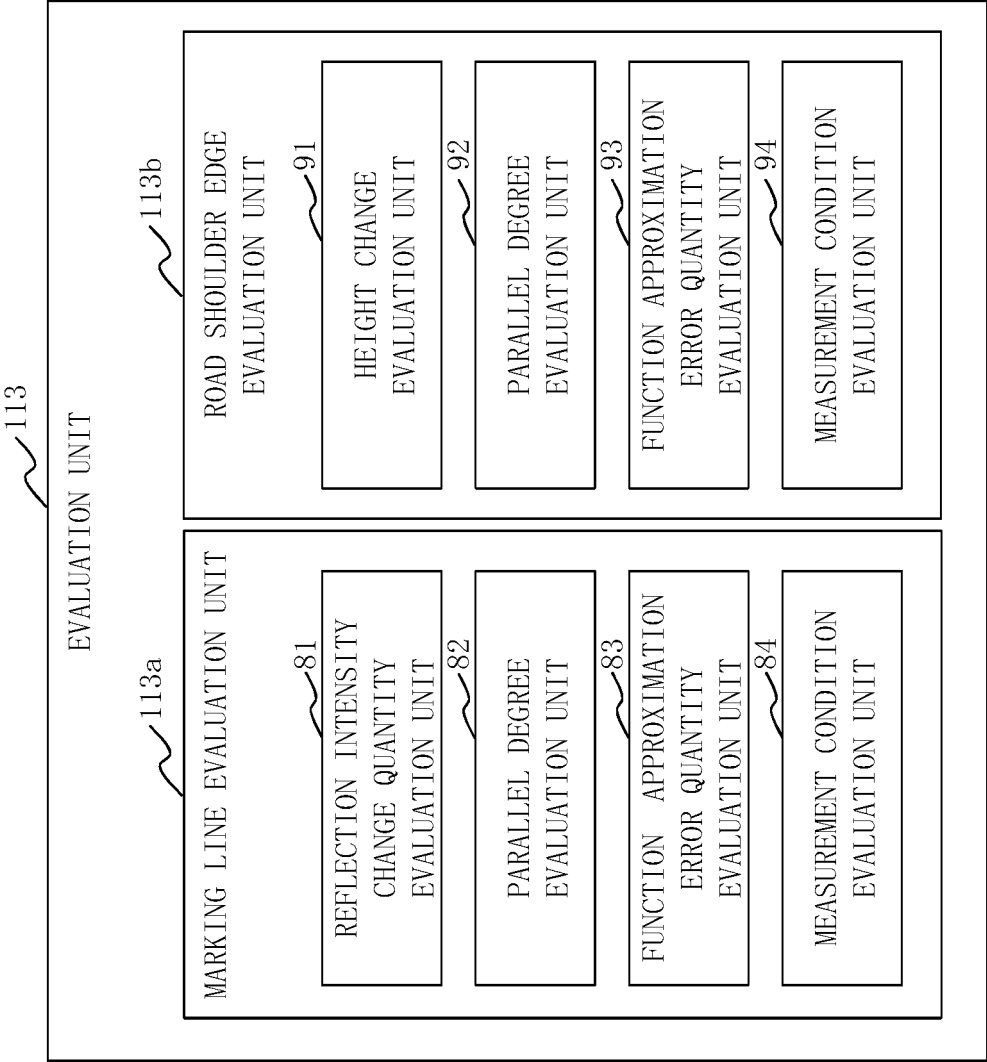 113
EVALUATION UNIT
113a
MARKING LINE EVALUATION UNIT
81
REFLECTION INTENSITY
CHANGE QUANTITY
EVALUATION UNIT
82
PARALLEL DEGREE
EVALUATION UNIT
83
FUNCTION APPROXIMATION
ERROR QUANTITY
EVALUATION UNIT
84
MEASUREMENT CONDITION
EVALUATION UNIT
113b
ROAD SHOULDER EDGE
EVALUATION UNIT
91
HEIGHT CHANGE
EVALUATION UNIT
92
PARALLEL DEGREE
EVALUATION UNIT
93
FUNCTION APPROXIMATION
ERROR QUANTITY
EVALUATION UNIT
94
MEASUREMENT CONDITION
EVALUATION UNIT